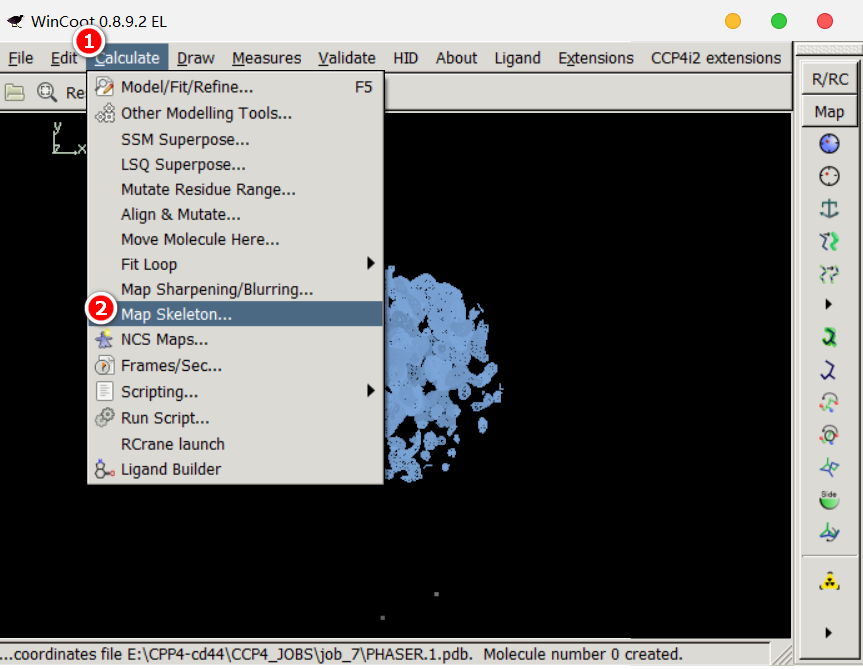 WinCoot 0.8.9.2 EL
1
File Edit Calculate Draw Measures Validate HID About Ligand Extensions CCP4i2 extensions
Re
R/RC
Map
Model/Fit/Refine... F5
Other Modelling Tools...
SSM Superpose...
LSQ Superpose...
Mutate Residue Range...
Align & Mutate...
Move Molecule Here...
Fit Loop
Map Sharpening/Blurring...
2
Map Skeleton...
NCS Maps...
Frames/Sec...
Scripting...
Run Script...
RCrane launch
Ligand Builder
y
z x
Side
...coordinates file E:\CPP4-cd44\CCP4_JOBS\job_7\PHASER.1.pdb. Molecule number 0 created.